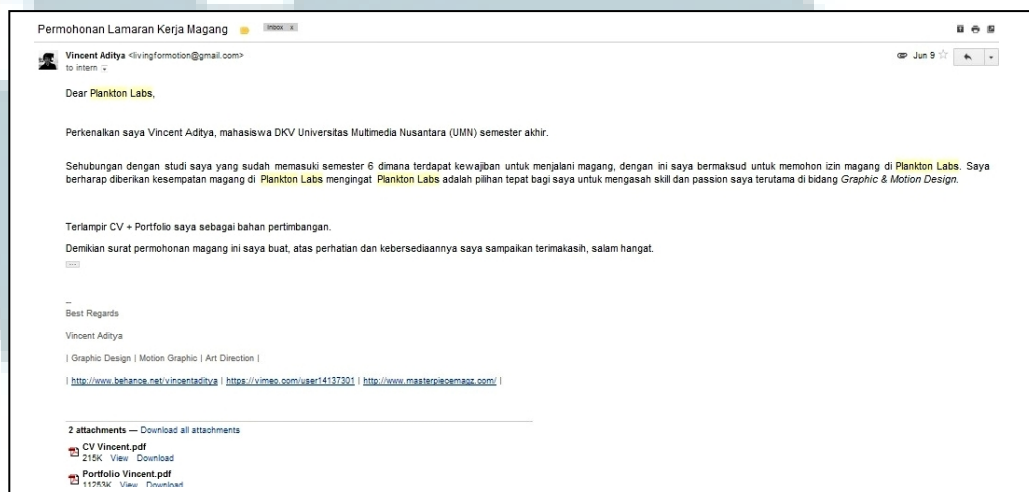 Permohonan Lamaran Kerja Magang Inbox x
Vincent Aditya <livingformotion@gmail.com>
Jun 9
to intern
Dear Plankton Labs,
Perkenalkan saya Vincent Aditya, mahasiswa DKV Universitas Multimedia Nusantara (UMN) semester akhir.
Sehubungan dengan studi saya yang sudah memasuki semester 6 dimana terdapat kewajiban untuk menjalani magang, dengan ini saya bermaksud untuk memohon izin magang di Plankton Labs. Saya
berharap diberikan kesempatan magang di Plankton Labs mengingat Plankton Labs adalah pilihan tepat bagi saya untuk mengasah skill dan passion saya terutama di bidang Graphic & Motion Design.
Terlampir CV + Portfolio saya sebagai bahan pertimbangan.
Demikian surat permohonan magang ini saya buat, atas perhatian dan kebersediaannya saya sampaikan terimakasih, salam hangat.
--
Best Regards
Vincent Aditya
| Graphic Design | Motion Graphic | Art Direction |
| http://www.behance.net/vincentaditya | https://vimeo.com/user14137301 | http://www.masterpiecemagz.com/ |
2 attachments — Download all attachments
CV Vincent.pdf
215K View Download
Portfolio Vincent.pdf
11253K View Download